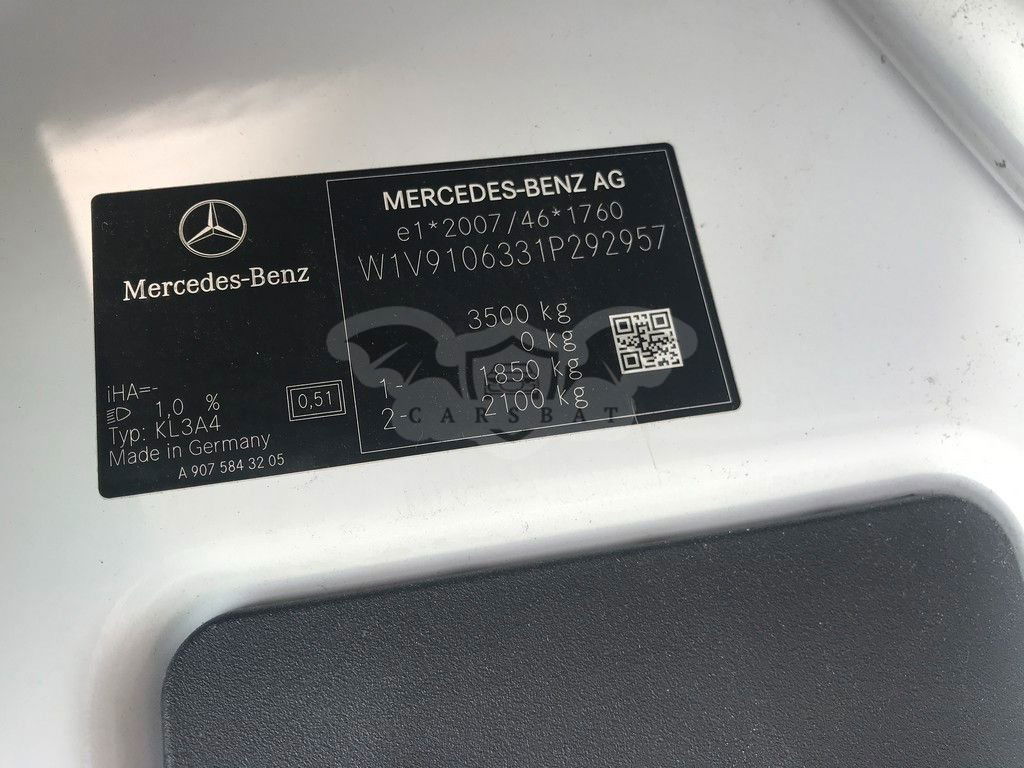 MERCEDES-BENZ AG
e1*2007/46*1760
W1V9106331P292957
Mercedes-Benz
3500 kg
0 kg
1- 1850 kg
2- 2100 kg
iHA=-
1,0 %
0,51
Typ: KL3A4
Made in Germany
A 907 584 32 05
CARSBAT